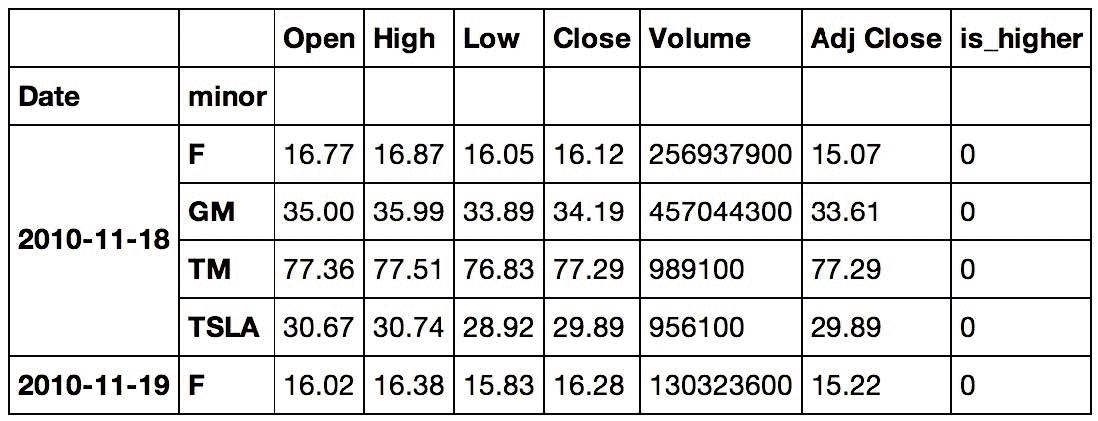 Open High Low Close Volume Adj Close is_higher
Date minor
2010-11-18 F 16.77 16.87 16.05 16.12 256937900 15.07 0
GM 35.00 35.99 33.89 34.19 457044300 33.61 0
TM 77.36 77.51 76.83 77.29 989100 77.29 0
TSLA 30.67 30.74 28.92 29.89 956100 29.89 0
2010-11-19 F 16.02 16.38 15.83 16.28 130323600 15.22 0